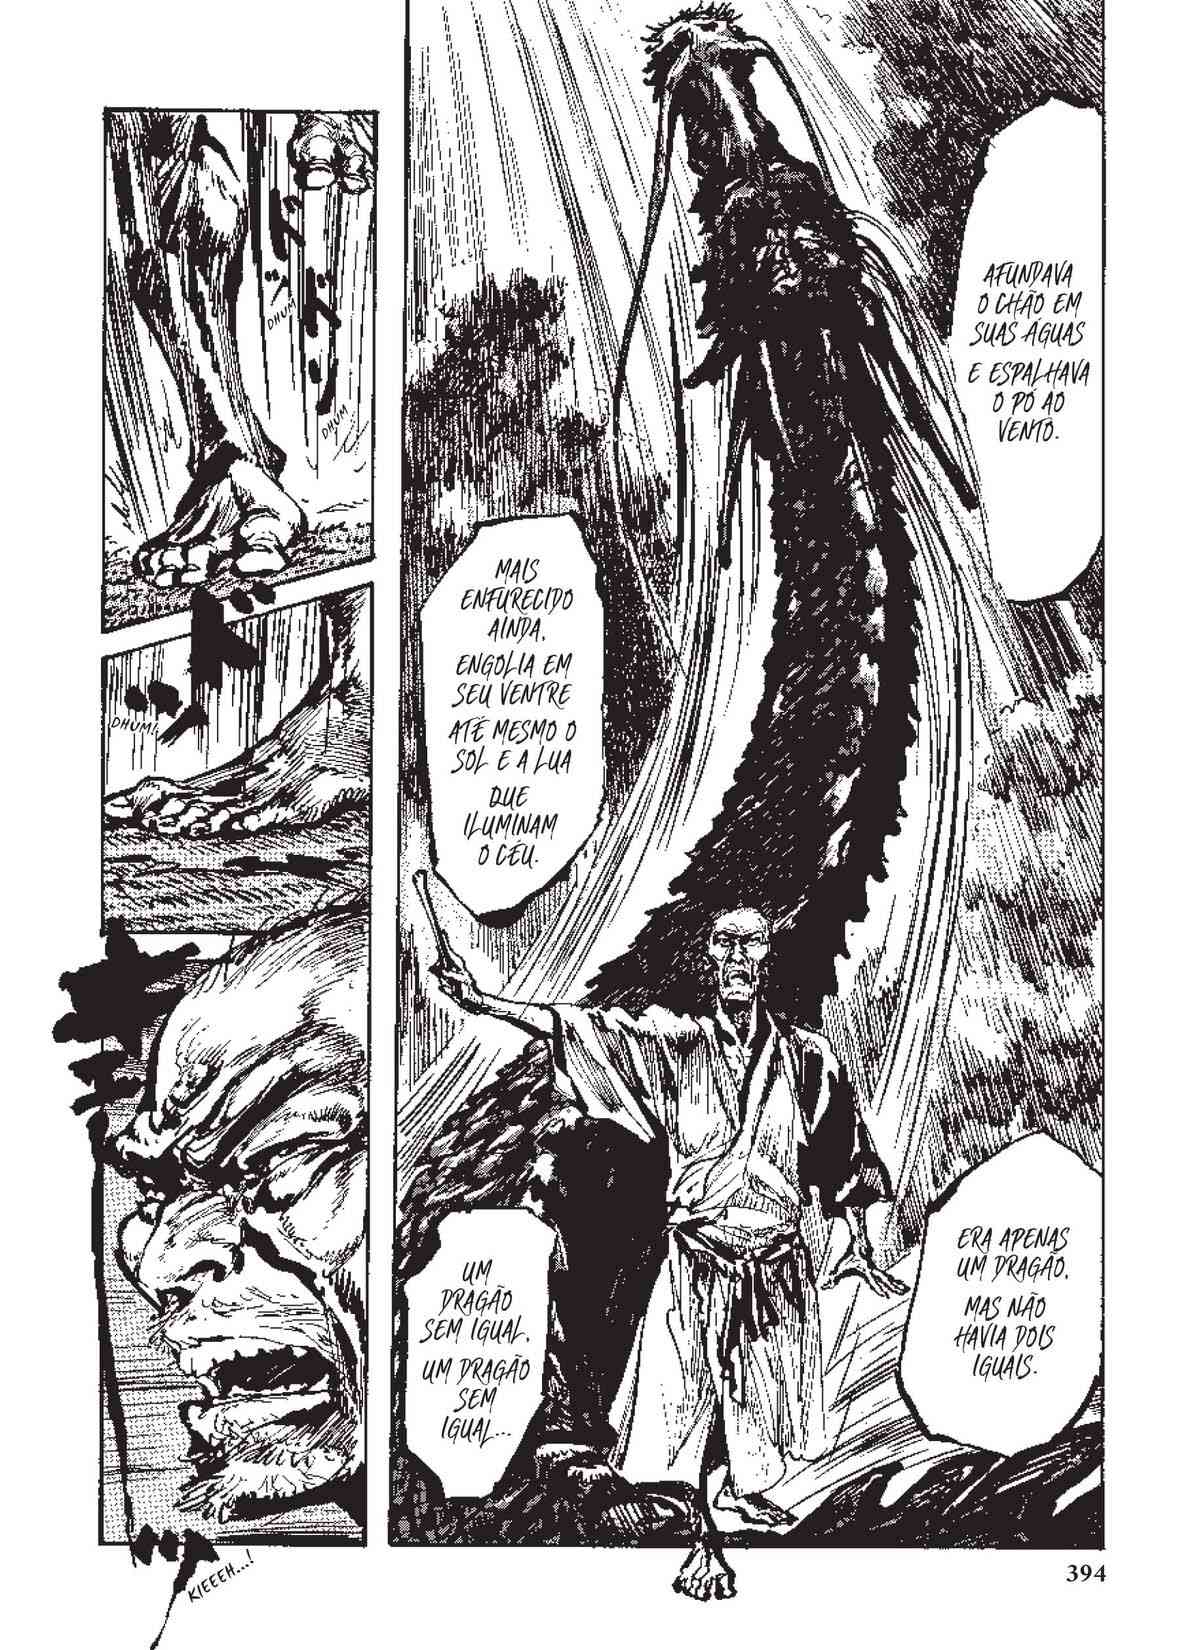 AFUNDAVA
O CHÃO EM
SUAS ÁGUAS
E ESPALHAVA
O PÓ AO
VENTO.
MAIS
ENFURECIDO
AINDA,
ENGOLIA EM
SEU VENTRE
ATÉ MESMO O
SOL E A LUA
QUE
ILUMINAM
O CÉU.
ERA APENAS
UM DRAGÃO,
MAS NÃO
HAVIA DOIS
IGUAIS.
UM
DRAGÃO
SEM IGUAL,
UM DRAGÃO
SEM
IGUAL...
DHUM
DHUM
DHUM!
KIEEEH...!
394